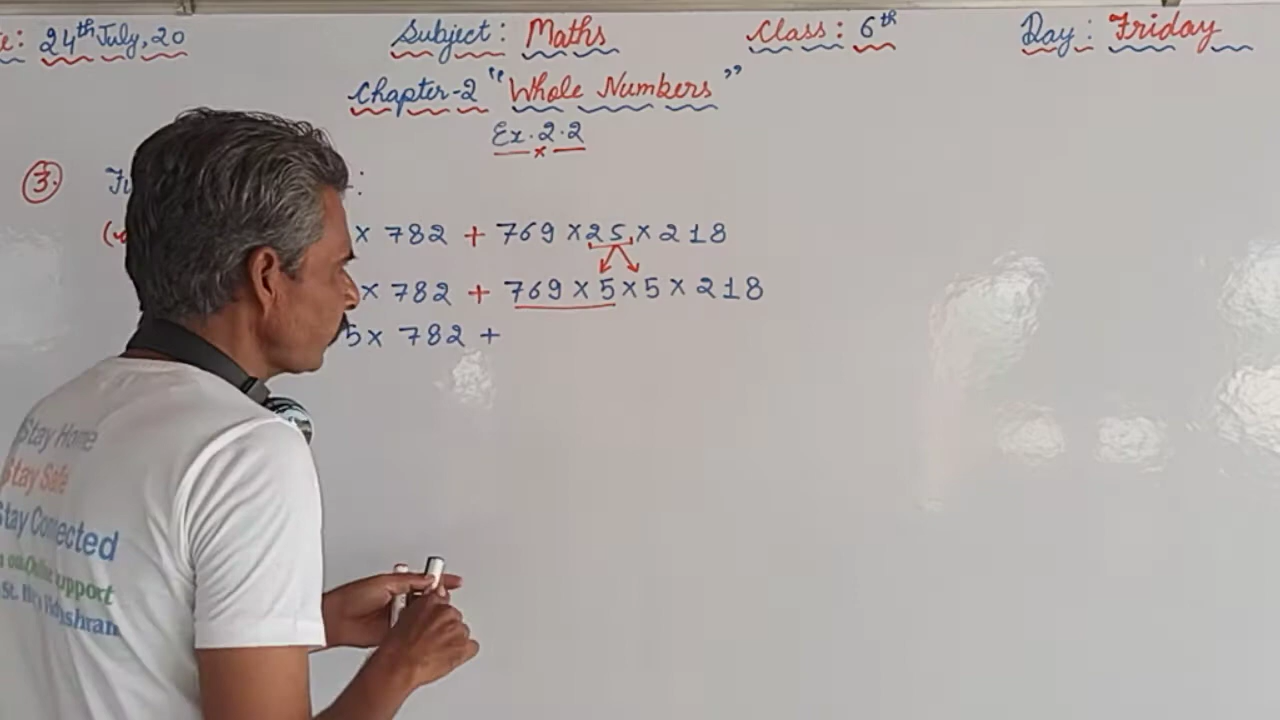 24th July, 20 Subject: Maths Class: 6th Day: Friday
Chapter-2 "Whole Numbers"
Ex. 2.2
3. :
× 782 + 769 × 25 × 218
× 782 + 769 × 5 × 5 × 218
5 × 782 +
Stay Home
Stay Safe
Stay Connected